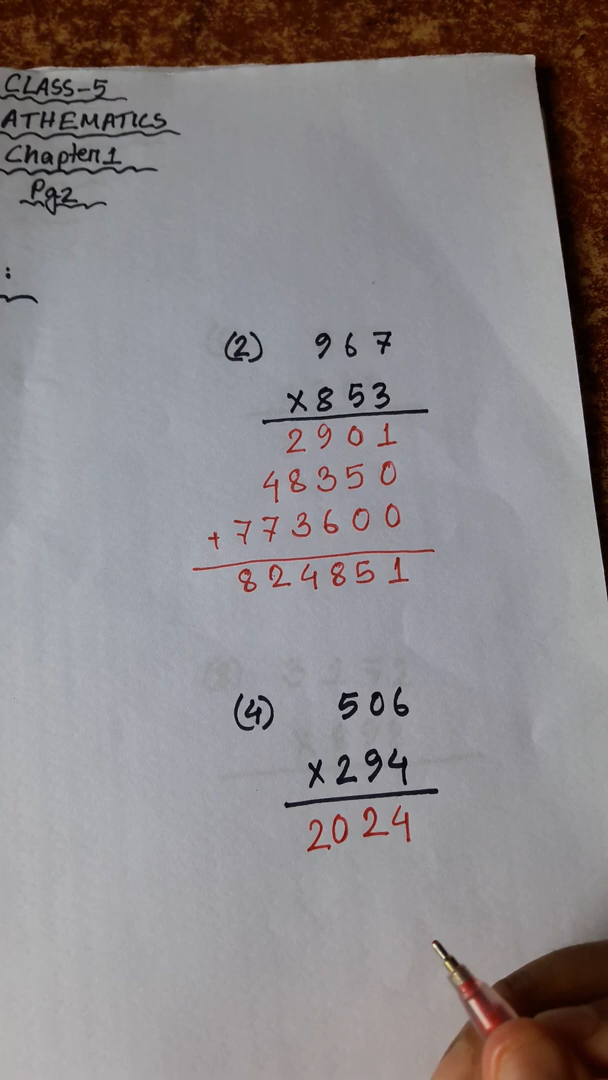 CLASS-5
ATHEMATICS
Chapter 1
Pg2
:
(2) 967
×853
2901
48350
+773600
824851
(4) 506
×294
2024